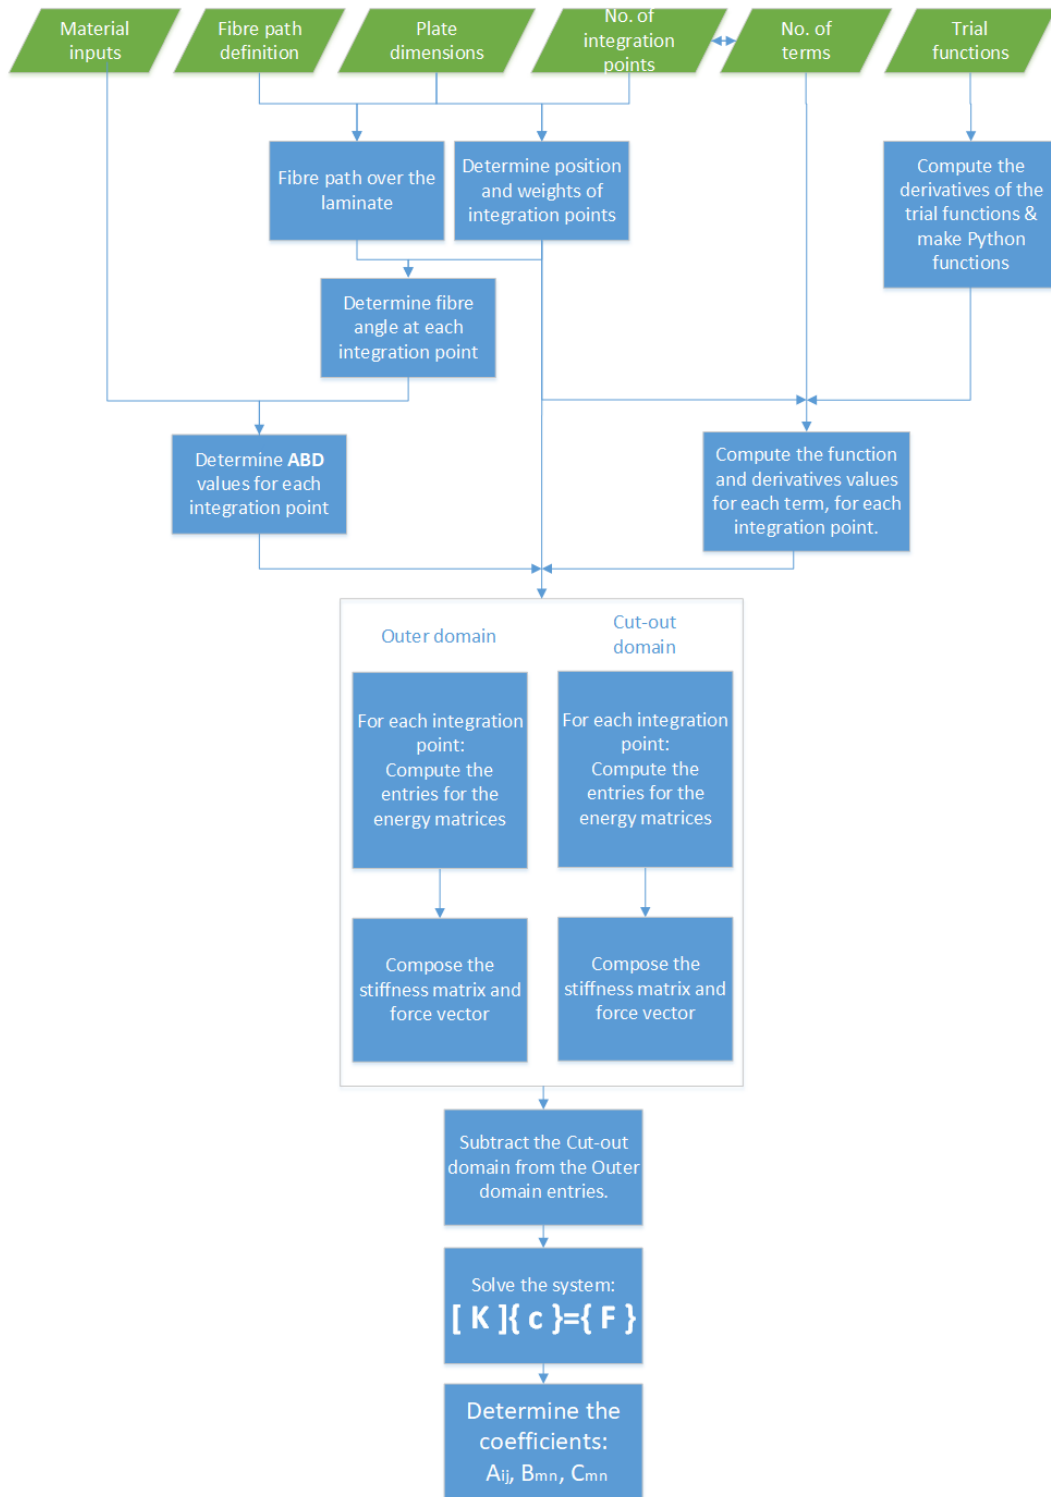 Material
inputs
Fibre path
definition
Plate
dimensions
No. of
integration
points
No. of
terms
Trial
functions
Fibre path over the
laminate
Determine position
and weights of
integration points
Compute the
derivatives of the
trial functions &
make Python
functions
Determine fibre
angle at each
integration point
Determine ABD
values for each
integration point
Compute the function
and derivatives values
for each term, for each
integration point.
Outer domain
Cut-out
domain
For each integration
point:
Compute the
entries for the
energy matrices
For each integration
point:
Compute the
entries for the
energy matrices
Compose the
stiffness matrix and
force vector
Compose the
stiffness matrix and
force vector
Subtract the Cut-out
domain from the Outer
domain entries.
Solve the system:
[ K ]{ c }={ F }
Determine the
coefficients:
Aij, Bmn, Cmn